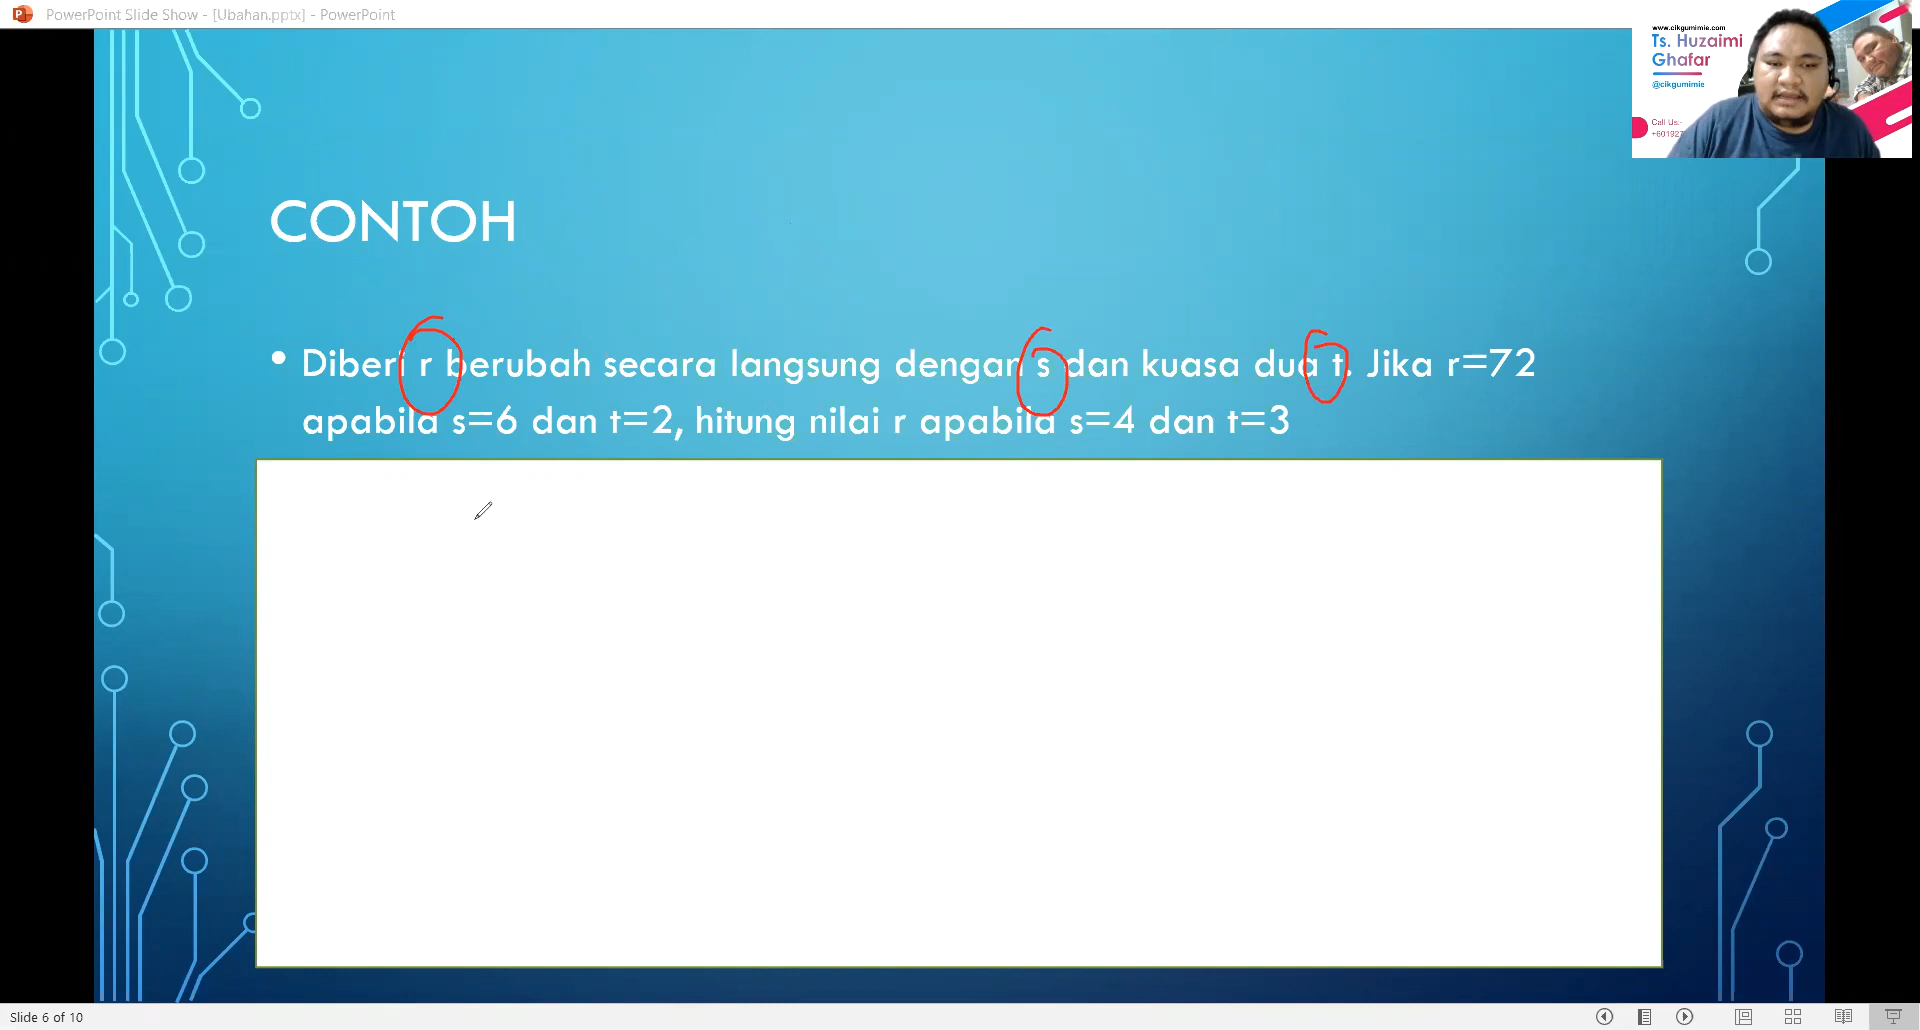 PowerPoint Slide Show - [Ubahan.pptx] - PowerPoint
www.cikgumimie.com
Ts. Huzaimi
Ghafar
@cikgumimie
Call Us:-
+60192
CONTOH
• Diberi r berubah secara langsung dengan s dan kuasa dua t. Jika r=72
apabila s=6 dan t=2, hitung nilai r apabila s=4 dan t=3
Slide 6 of 10